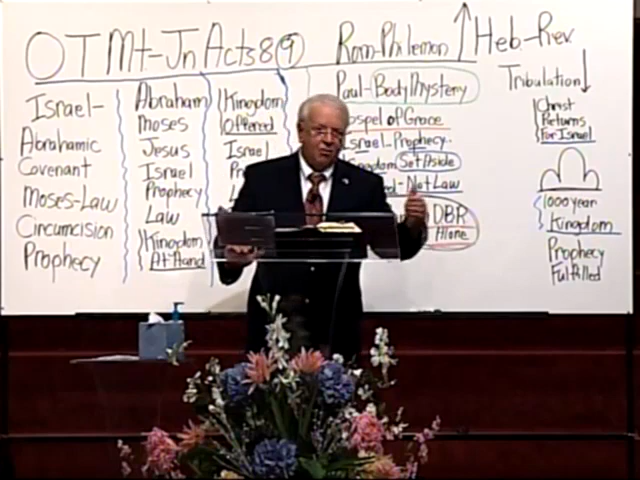 OT Mt-Jn Acts 8 9 Rom-Philemon Heb-Rev.
Israel-
Abrahamic
Covenant
Moses-Law
Circumcision
Prophecy
Abraham
Moses
Jesus
Israel
Prophecy
Law
Kingdom
At-Hand
Kingdom
Offered
Israel
Paul-Body Mystery
Gospel of Grace
Israel-Prophecy..
Kingdom Set Aside
-Not Law
DBR
Alone
Tribulation
Christ
Returns
For Israel
1000 year
Kingdom
Prophecy
Fulfilled